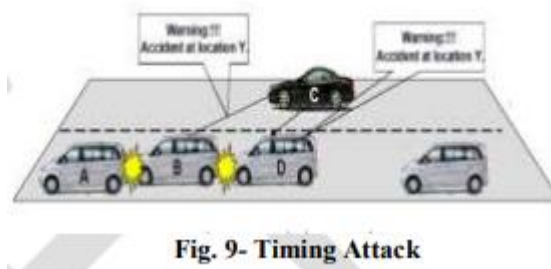 Warning:!!!
Accident at location Y.
Warning:!!!
Accident at location Y.
C
A
B
D
Fig. 9- Timing Attack